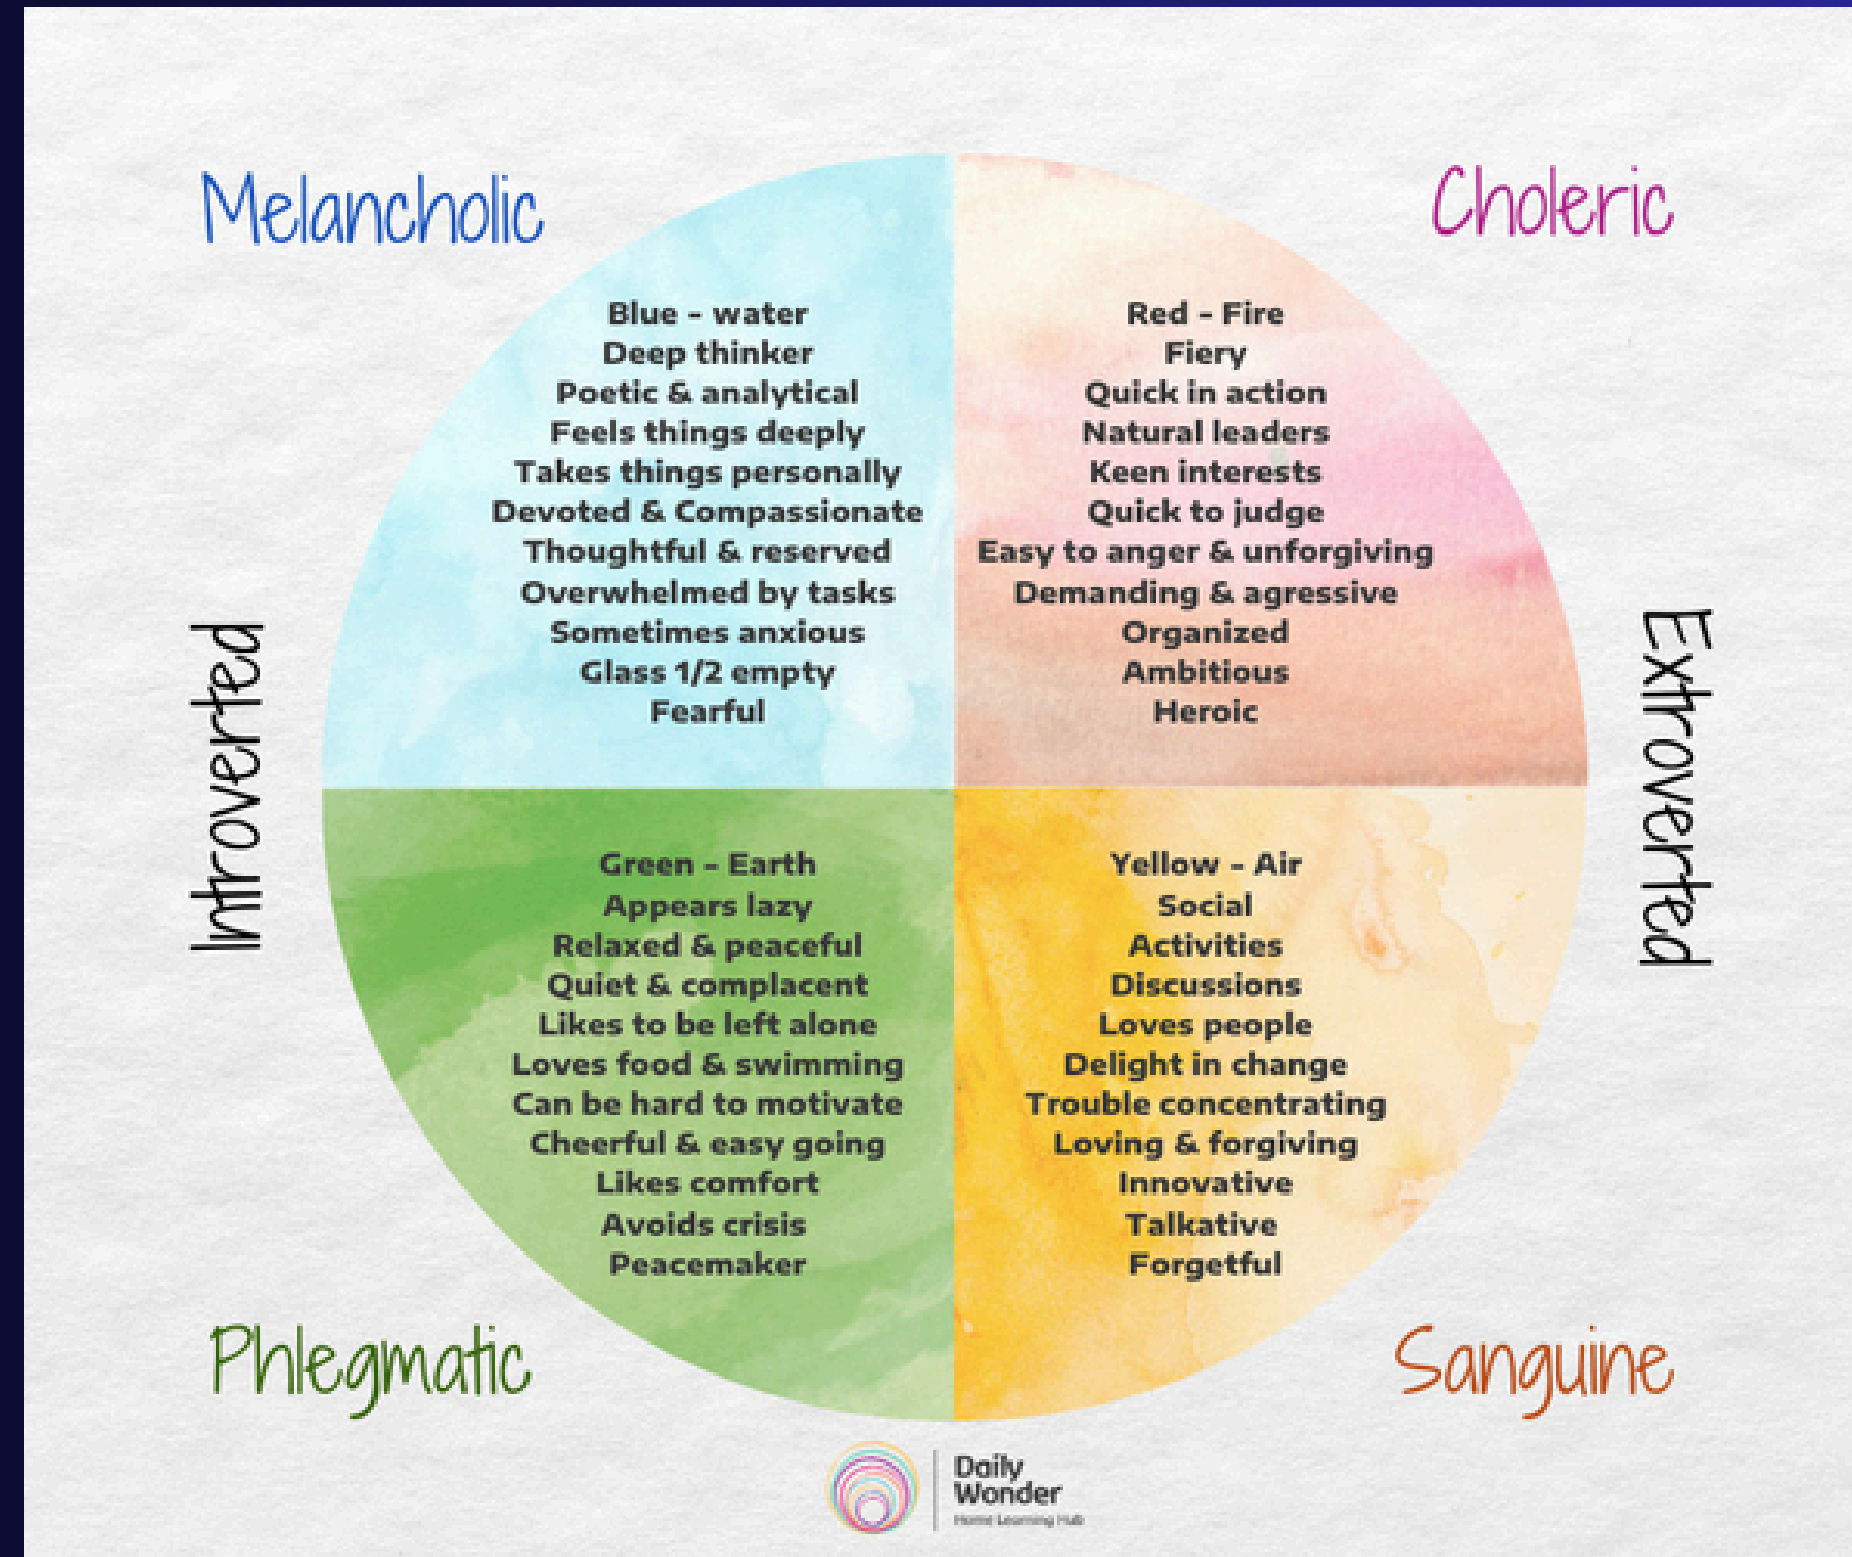 Melancholic
Choleric
Introverted
Extroverted
Blue - water
Deep thinker
Poetic & analytical
Feels things deeply
Takes things personally
Devoted & Compassionate
Thoughtful & reserved
Overwhelmed by tasks
Sometimes anxious
Glass 1/2 empty
Fearful
Red - Fire
Fiery
Quick in action
Natural leaders
Keen interests
Quick to judge
Easy to anger & unforgiving
Demanding & agressive
Organized
Ambitious
Heroic
Green - Earth
Appears lazy
Relaxed & peaceful
Quiet & complacent
Likes to be left alone
Loves food & swimming
Can be hard to motivate
Cheerful & easy going
Likes comfort
Avoids crisis
Peacemaker
Yellow - Air
Social
Activities
Discussions
Loves people
Delight in change
Trouble concentrating
Loving & forgiving
Innovative
Talkative
Forgetful
Phlegmatic
Sanguine
Daily
Wonder
Home Learning Hub